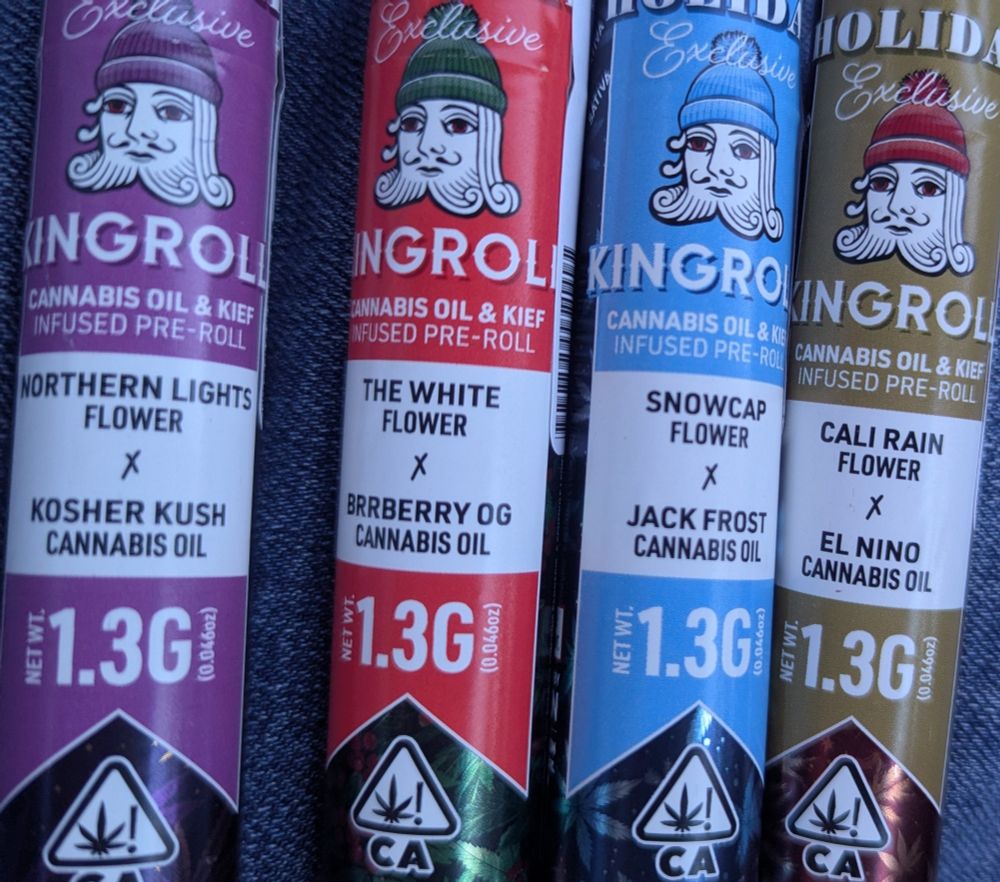 Exclusive
KINGROLL
CANNABIS OIL & KIEF
INFUSED PRE-ROLL
NORTHERN LIGHTS
FLOWER
X
KOSHER KUSH
CANNABIS OIL
NET WT.
1.3G
(0.046oz)
CA
Exclusive
INGROLL
CANNABIS OIL & KIEF
INFUSED PRE-ROLL
THE WHITE
FLOWER
X
BRRBERRY OG
CANNABIS OIL
NET WT.
1.3G
(0.046oz)
!
CA
HOLIDA
Exclusive
KINGROL
CANNABIS OIL & KIEF
INFUSED PRE-ROLL
SNOWCAP
FLOWER
X
JACK FROST
CANNABIS OIL
NET WT.
1.3G
(0.046oz)
!
CA
HOLIDA
Exclusive
KINGROLL
CANNABIS OIL & KIEF
INFUSED PRE-ROLL
CALI RAIN
FLOWER
X
EL NINO
CANNABIS OIL
NET WT.
1.3G
(0.046oz)
!
CA